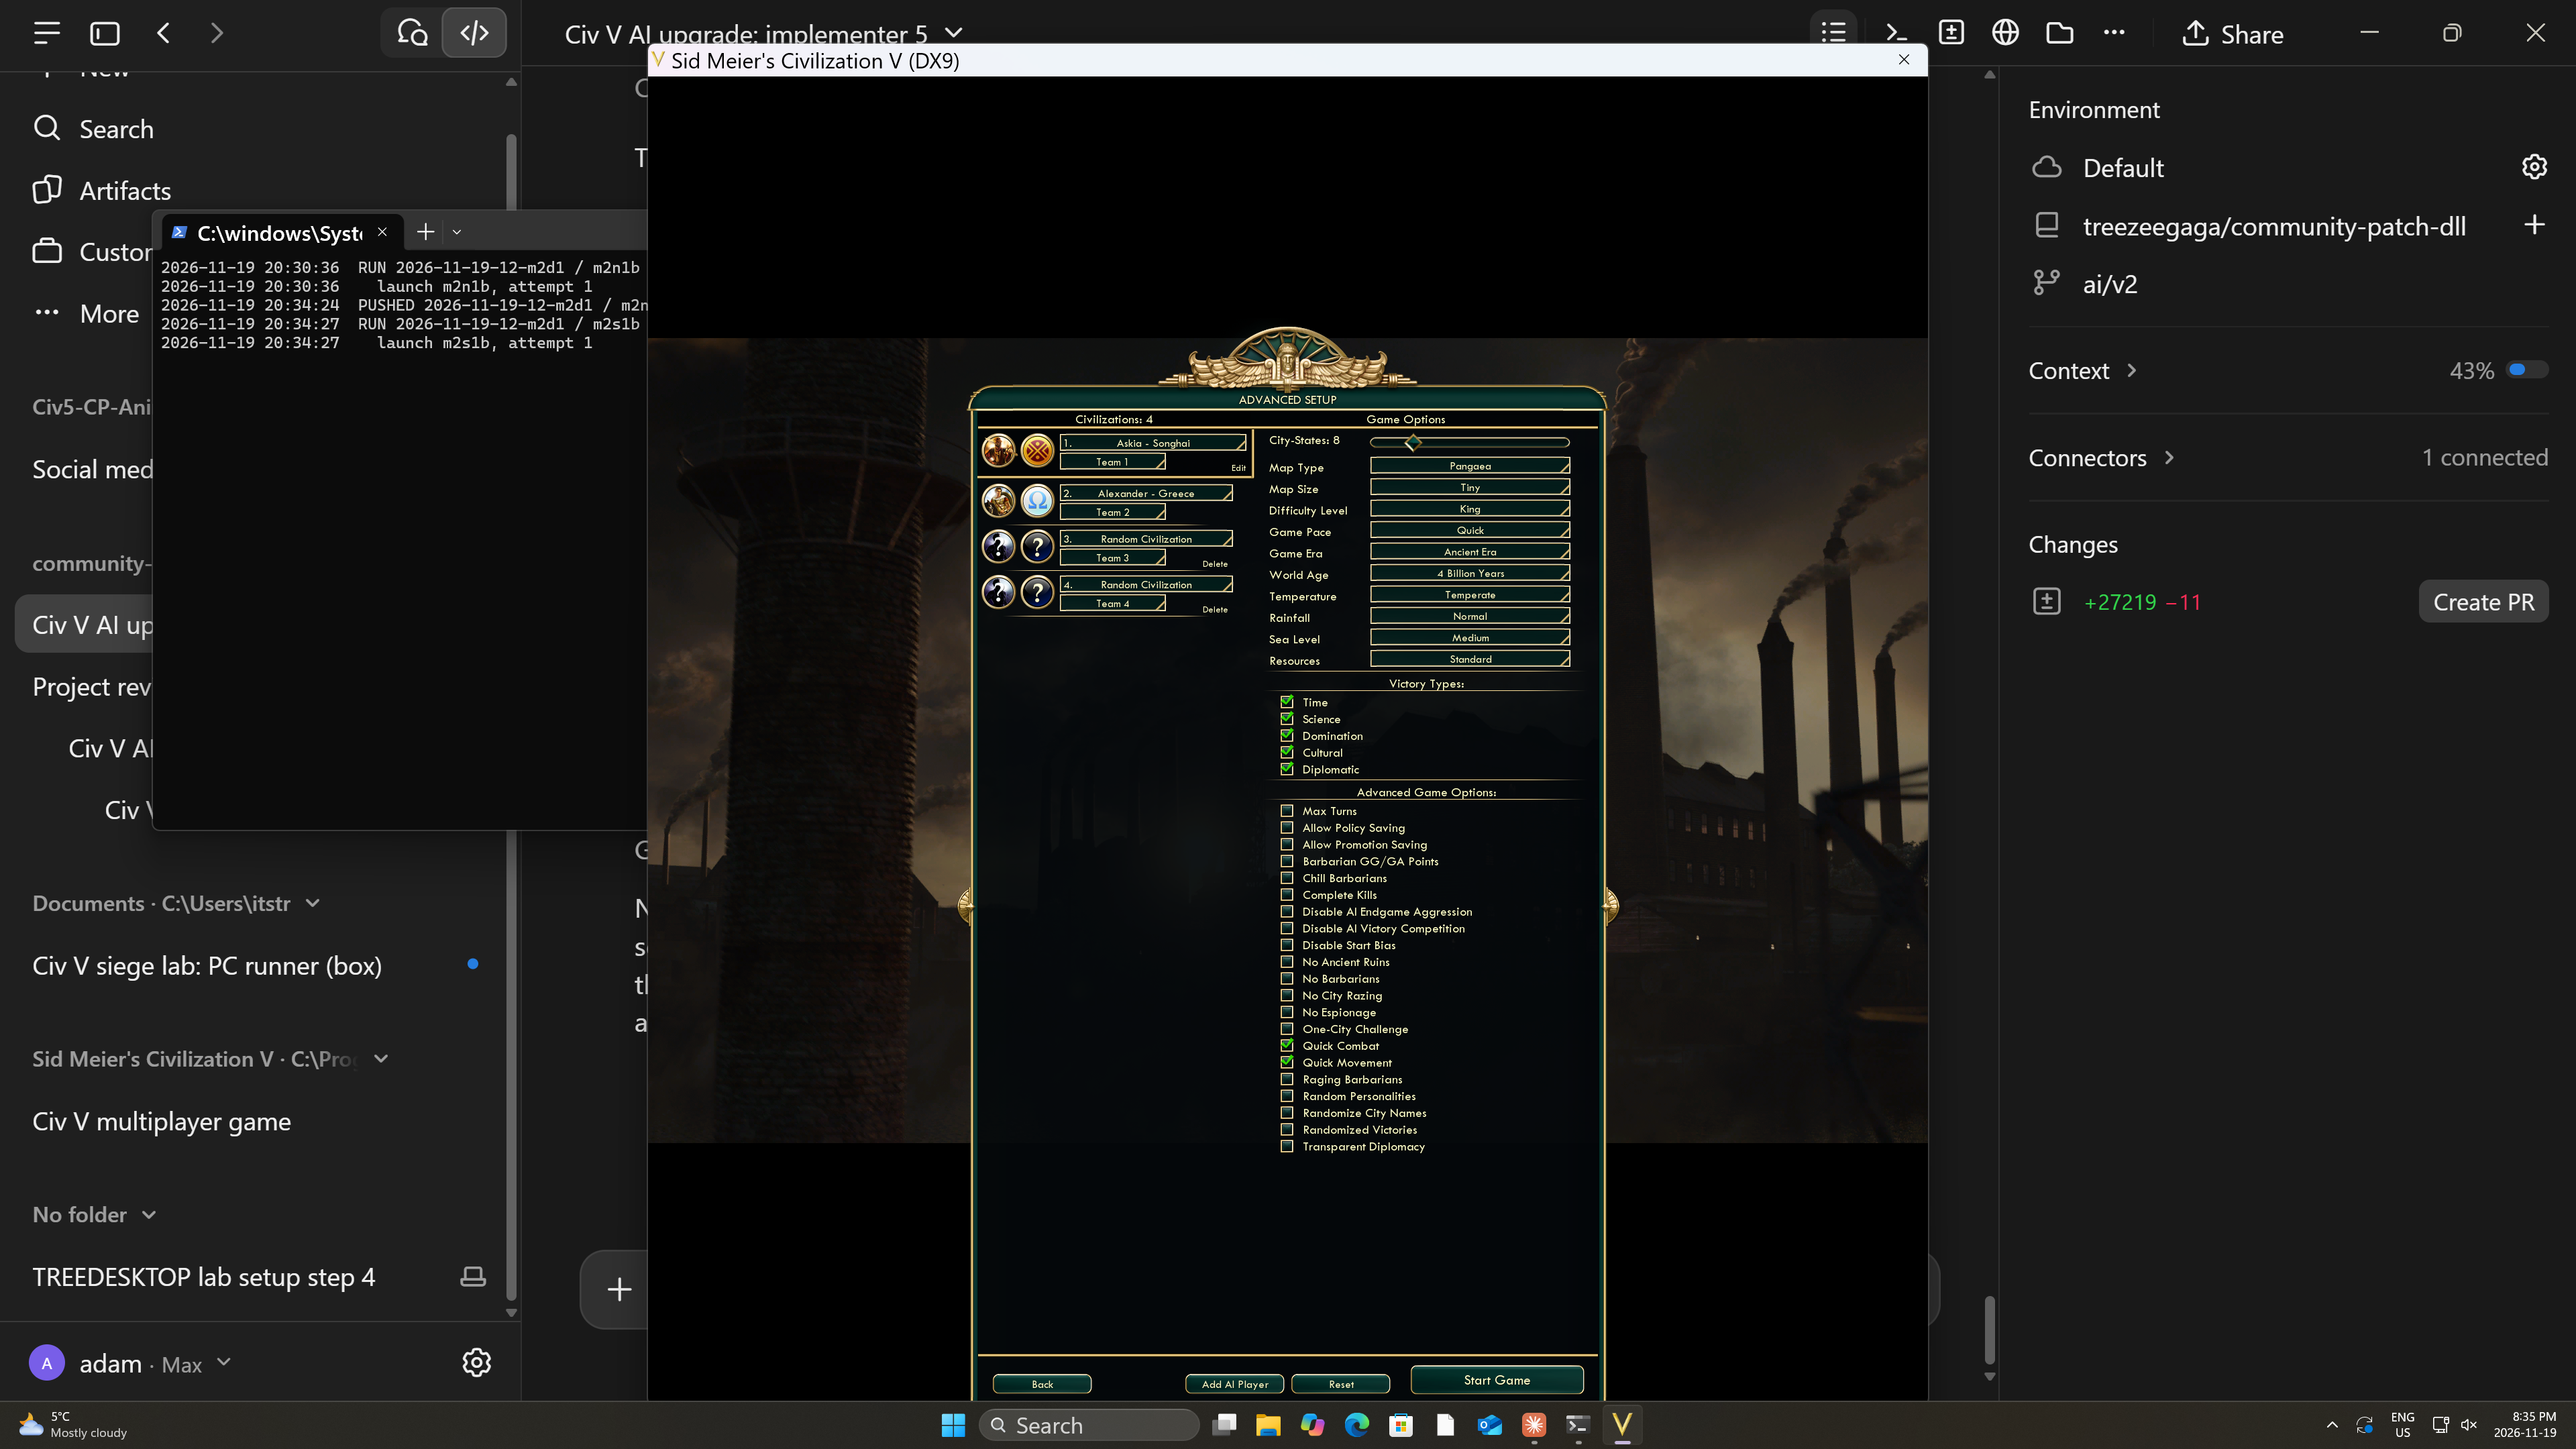 Civ V AI upgrade: implementer 5
Share
New
Search
Artifacts
Custor
More
Civ5-CP-Ani
Social med
community-
Civ V AI up
Project rev
Civ V AI
Civ V
Documents · C:\Users\itstr
Civ V siege lab: PC runner (box)
Sid Meier's Civilization V · C:\Prog
Civ V multiplayer game
No folder
TREEDESKTOP lab setup step 4
A
adam · Max
C:\windows\Syste
2026-11-19 20:30:36 RUN 2026-11-19-12-m2d1 / m2n1b
2026-11-19 20:30:36 launch m2n1b, attempt 1
2026-11-19 20:34:24 PUSHED 2026-11-19-12-m2d1 / m2n
2026-11-19 20:34:27 RUN 2026-11-19-12-m2d1 / m2s1b
2026-11-19 20:34:27 launch m2s1b, attempt 1
Sid Meier's Civilization V (DX9)
ADVANCED SETUP
Civilizations: 4
1. Askia - Songhai
Team 1
Edit
2. Alexander - Greece
Team 2
3. Random Civilization
Team 3
Delete
4. Random Civilization
Team 4
Delete
Game Options
City-States: 8
Map Type Pangaea
Map Size Tiny
Difficulty Level King
Game Pace Quick
Game Era Ancient Era
World Age 4 Billion Years
Temperature Temperate
Rainfall Normal
Sea Level Medium
Resources Standard
Victory Types:
Time
Science
Domination
Cultural
Diplomatic
Advanced Game Options:
Max Turns
Allow Policy Saving
Allow Promotion Saving
Barbarian GG/GA Points
Chill Barbarians
Complete Kills
Disable AI Endgame Aggression
Disable AI Victory Competition
Disable Start Bias
No Ancient Ruins
No Barbarians
No City Razing
No Espionage
One-City Challenge
Quick Combat
Quick Movement
Raging Barbarians
Random Personalities
Randomize City Names
Randomized Victories
Transparent Diplomacy
Back
Add AI Player
Reset
Start Game
Environment
Default
treezeegaga/community-patch-dll
ai/v2
Context 43%
Connectors 1 connected
Changes
+27219 −11
Create PR
5°C
Mostly cloudy
Search
ENG
US
8:35 PM
2026-11-19